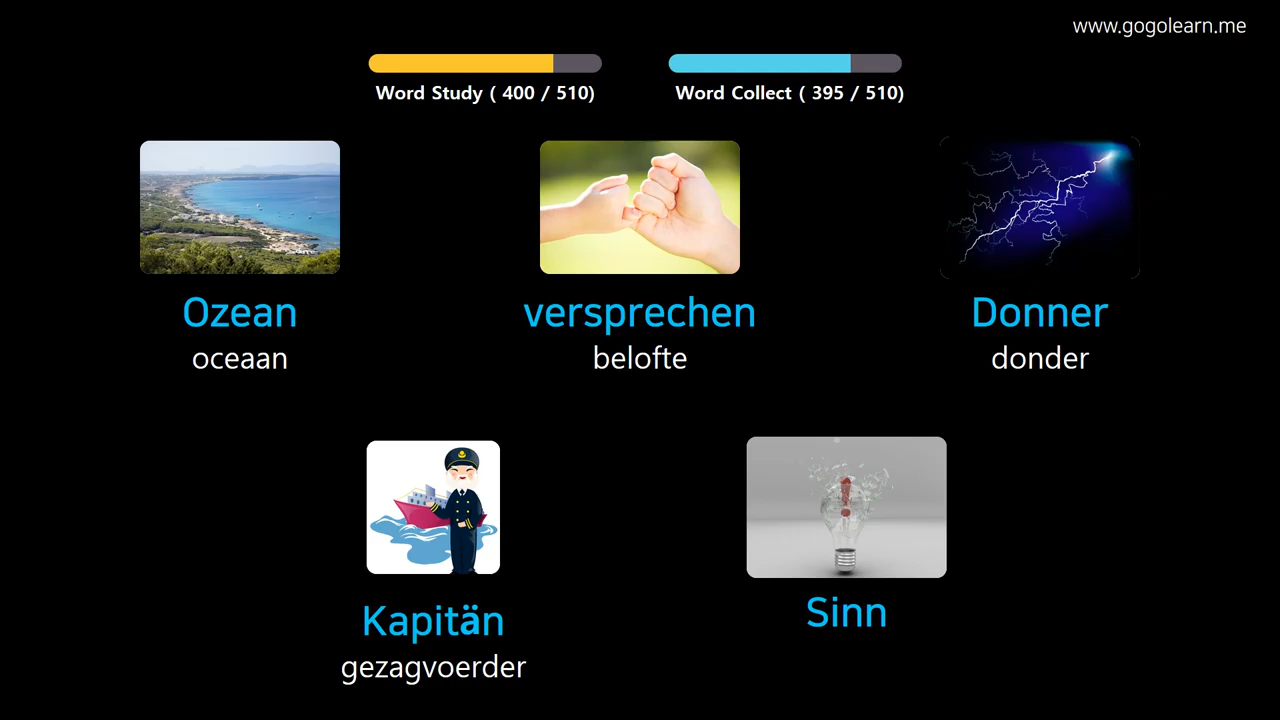 www.gogolearn.me
Word Study ( 400 / 510)
Word Collect ( 395 / 510)
Ozean
oceaan
versprechen
belofte
Donner
donder
Kapitän
gezagvoerder
Sinn